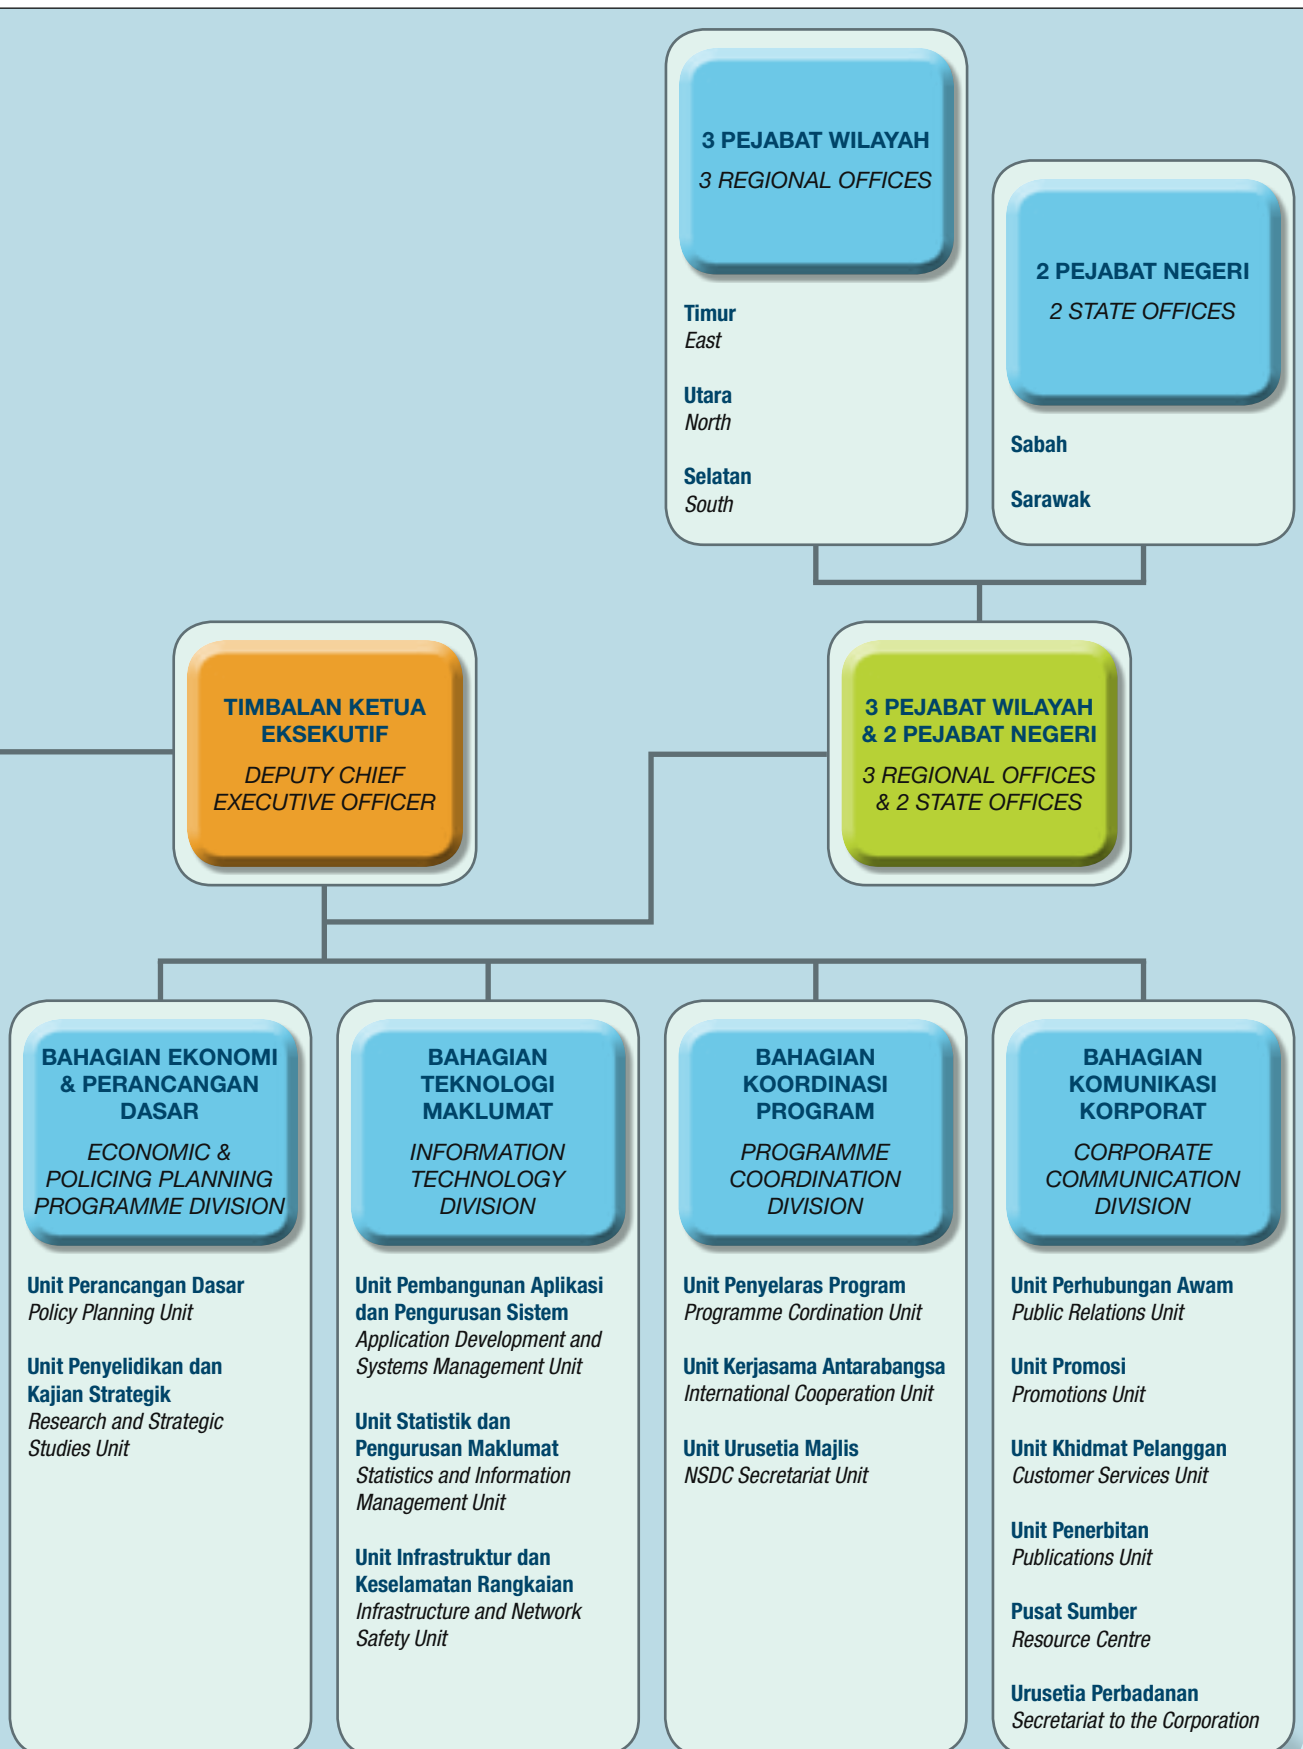 3 PEJABAT WILAYAH
3 REGIONAL OFFICES
Timur
East
Utara
North
Selatan
South
2 PEJABAT NEGERI
2 STATE OFFICES
Sabah
Sarawak
TIMBALAN KETUA
EKSEKUTIF
DEPUTY CHIEF
EXECUTIVE OFFICER
3 PEJABAT WILAYAH
& 2 PEJABAT NEGERI
3 REGIONAL OFFICES
& 2 STATE OFFICES
BAHAGIAN EKONOMI
& PERANCANGAN
DASAR
ECONOMIC &
POLICING PLANNING
PROGRAMME DIVISION
Unit Perancangan Dasar
Policy Planning Unit
Unit Penyelidikan dan
Kajian Strategik
Research and Strategic
Studies Unit
BAHAGIAN
TEKNOLOGI
MAKLUMAT
INFORMATION
TECHNOLOGY
DIVISION
Unit Pembangunan Aplikasi
dan Pengurusan Sistem
Application Development and
Systems Management Unit
Unit Statistik dan
Pengurusan Maklumat
Statistics and Information
Management Unit
Unit Infrastruktur dan
Keselamatan Rangkaian
Infrastructure and Network
Safety Unit
BAHAGIAN
KOORDINASI
PROGRAM
PROGRAMME
COORDINATION
DIVISION
Unit Penyelaras Program
Programme Cordination Unit
Unit Kerjasama Antarabangsa
International Cooperation Unit
Unit Urusetia Majlis
NSDC Secretariat Unit
BAHAGIAN
KOMUNIKASI
KORPORAT
CORPORATE
COMMUNICATION
DIVISION
Unit Perhubungan Awam
Public Relations Unit
Unit Promosi
Promotions Unit
Unit Khidmat Pelanggan
Customer Services Unit
Unit Penerbitan
Publications Unit
Pusat Sumber
Resource Centre
Urusetia Perbadanan
Secretariat to the Corporation